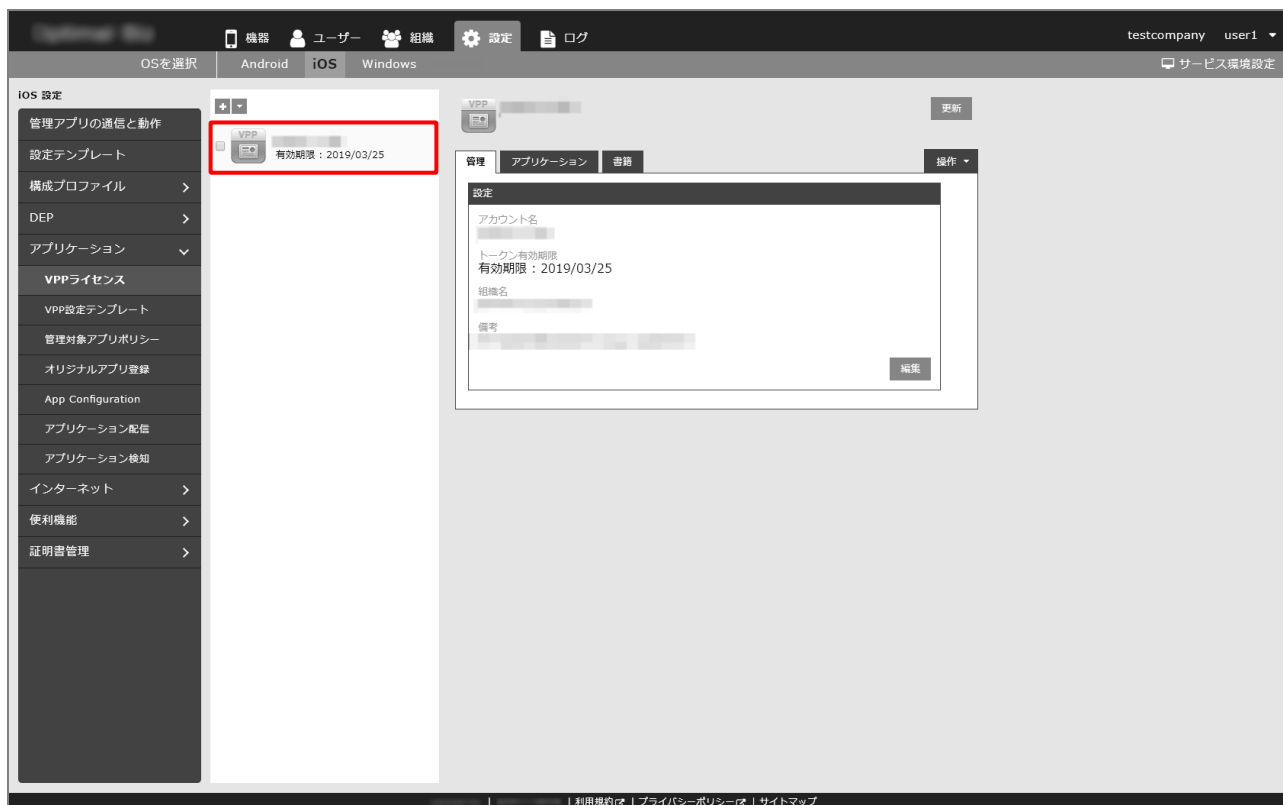 機器 ユーザー 組織 設定 ログ testcompany user1
OSを選択 Android iOS Windows サービス環境設定
iOS 設定
管理アプリの通信と動作
設定テンプレート
構成プロファイル
DEP
アプリケーション
VPPライセンス
VPP設定テンプレート
管理対象アプリポリシー
オリジナルアプリ登録
App Configuration
アプリケーション配信
アプリケーション検知
インターネット
便利機能
証明書管理
VPP
有効期限：2019/03/25
VPP 更新
管理 アプリケーション 書籍 操作
設定
アカウント名
トークン有効期限
有効期限：2019/03/25
組織名
備考
編集
| | 利用規約 | プライバシーポリシー | サイトマップ